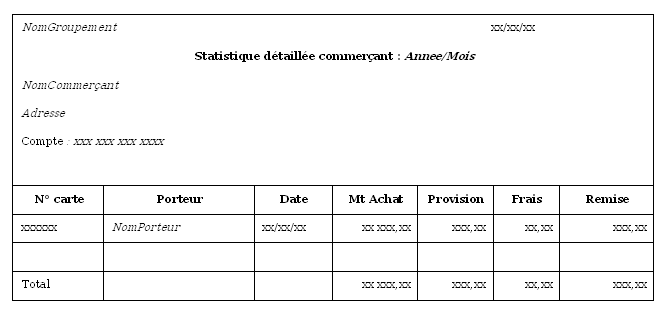 NomGroupement xx/xx/xx
Statistique détaillée commerçant : Annee/Mois
NomCommerçant
Adresse
Compte : xxx xxx xxx xxxx
N° carte Porteur Date Mt Achat Provision Frais Remise
xxxxxx NomPorteur xx/xx/xx xx xxx,xx xxx,xx xx,xx xxx,xx
Total xx xxx,xx xxx,xx xx,xx xxx,xx